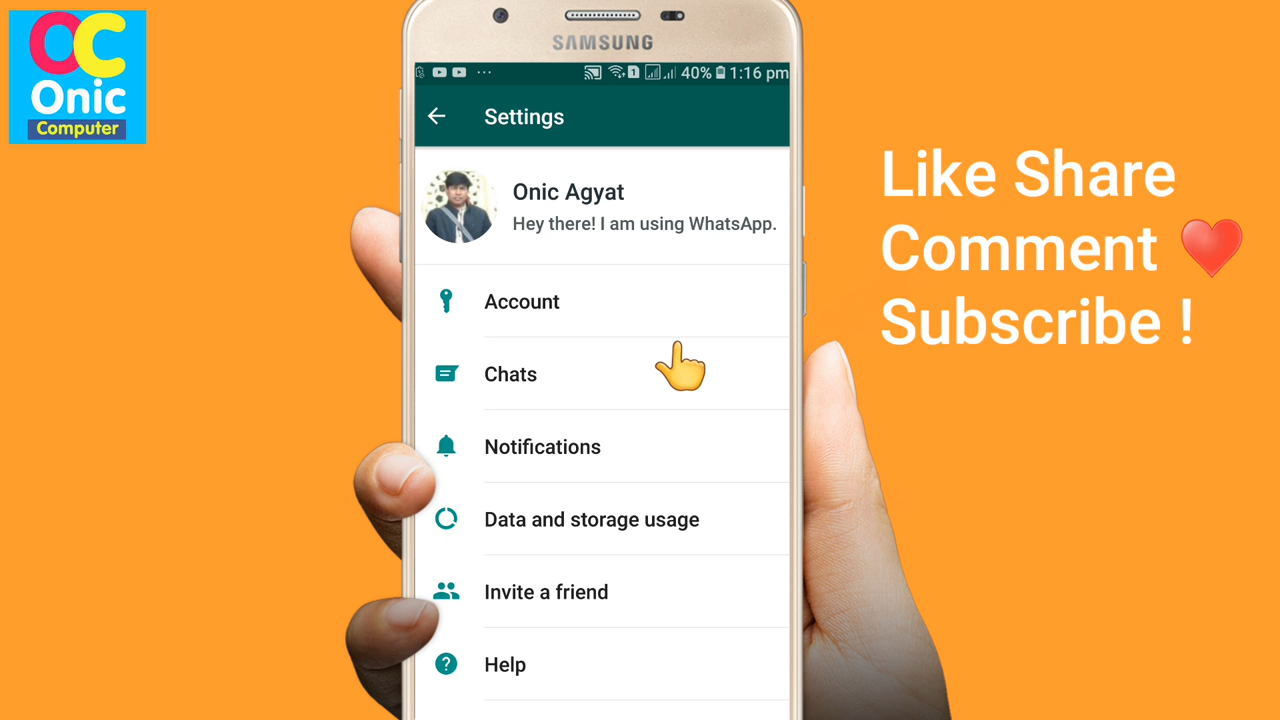 OC
Onic
Computer
SAMSUNG
1
40%
1:16 pm
Settings
Onic Agyat
Hey there! I am using WhatsApp.
Account
Chats
Notifications
Data and storage usage
Invite a friend
Help
Like Share
Comment ❤️
Subscribe !